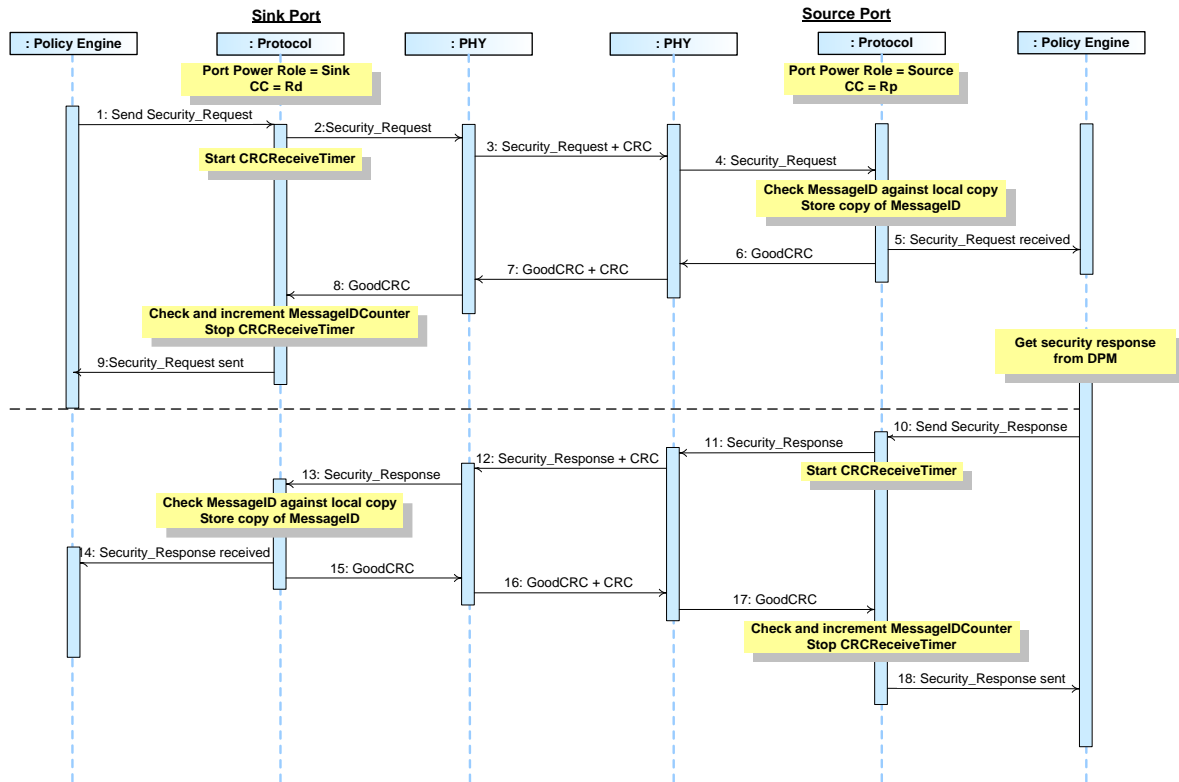 Sink Port
Source Port
: Policy Engine
: Protocol
: PHY
: PHY
: Protocol
: Policy Engine
Port Power Role = Sink
CC = Rd
Port Power Role = Source
CC = Rp
1: Send Security_Request
2:Security_Request
Start CRCReceiveTimer
3: Security_Request + CRC
4: Security_Request
Check MessageID against local copy
Store copy of MessageID
5: Security_Request received
6: GoodCRC
7: GoodCRC + CRC
8: GoodCRC
Check and increment MessageIDCounter
Stop CRCReceiveTimer
9:Security_Request sent
Get security response
from DPM
10: Send Security_Response
11: Security_Response
Start CRCReceiveTimer
12: Security_Response + CRC
13: Security_Response
Check MessageID against local copy
Store copy of MessageID
14: Security_Response received
15: GoodCRC
16: GoodCRC + CRC
17: GoodCRC
Check and increment MessageIDCounter
Stop CRCReceiveTimer
18: Security_Response sent